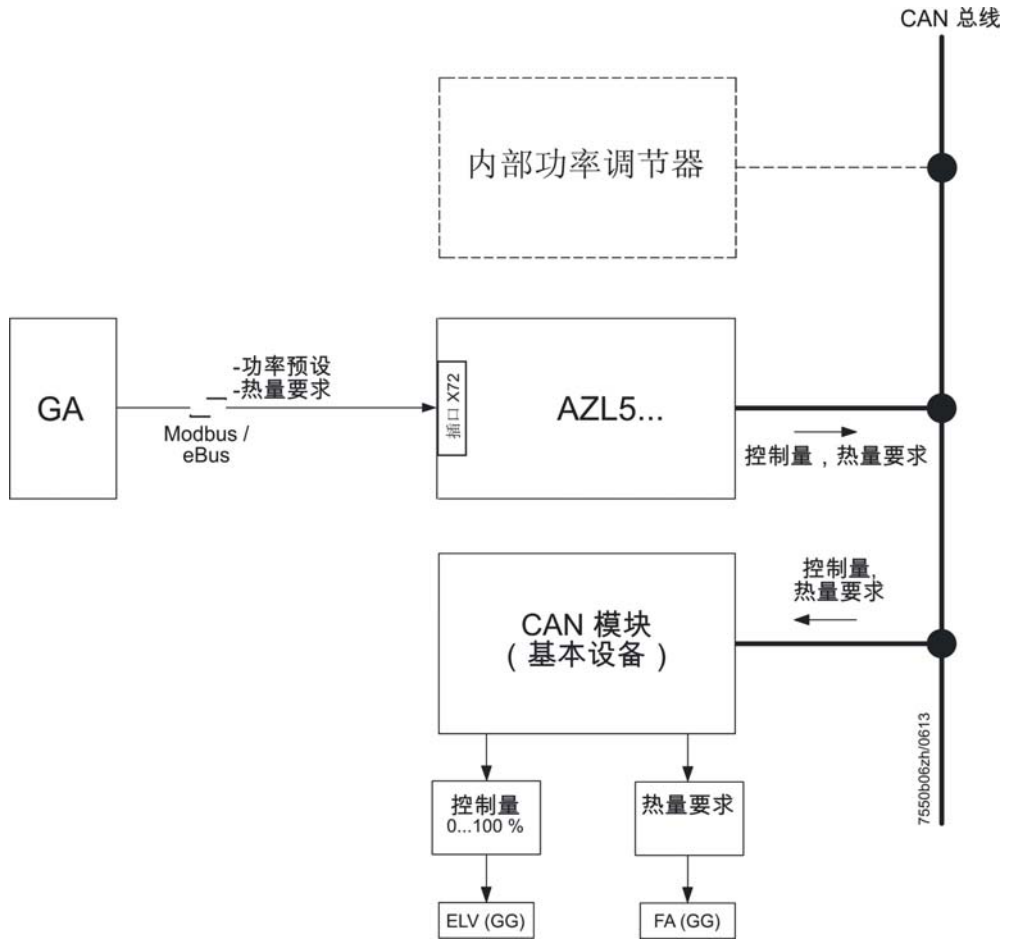 CAN 总线
内部功率调节器
GA
-功率预设
-热量要求
Modbus /
eBus
插口 X72
AZL5...
控制量，热量要求
控制量,
热量要求
CAN 模块
（基本设备）
控制量
0...100 %
热量要求
ELV (GG)
FA (GG)
7550b06zh/0613